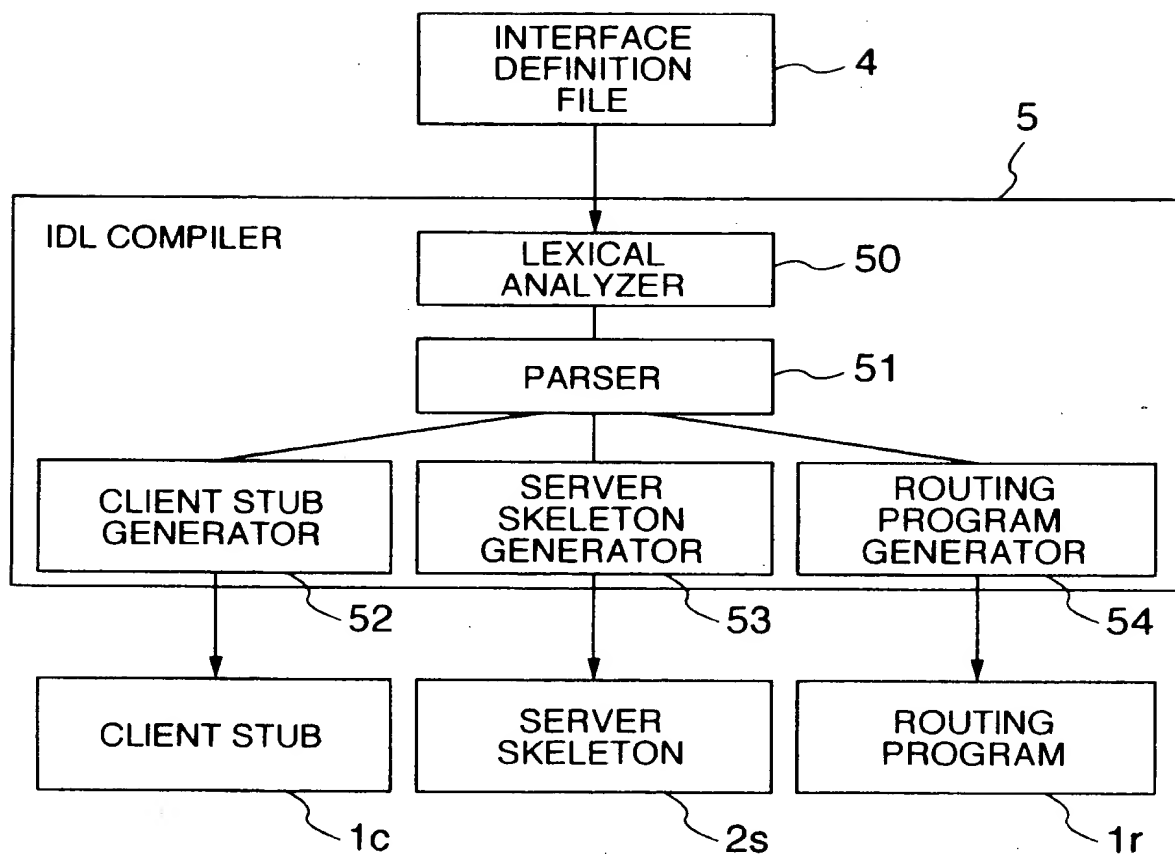 INTERFACE
DEFINITION
FILE
4
5
IDL COMPILER
LEXICAL
ANALYZER
50
PARSER
51
CLIENT STUB
GENERATOR
SERVER
SKELETON
GENERATOR
ROUTING
PROGRAM
GENERATOR
52
53
54
CLIENT STUB
SERVER
SKELETON
ROUTING
PROGRAM
1c
2s
1r